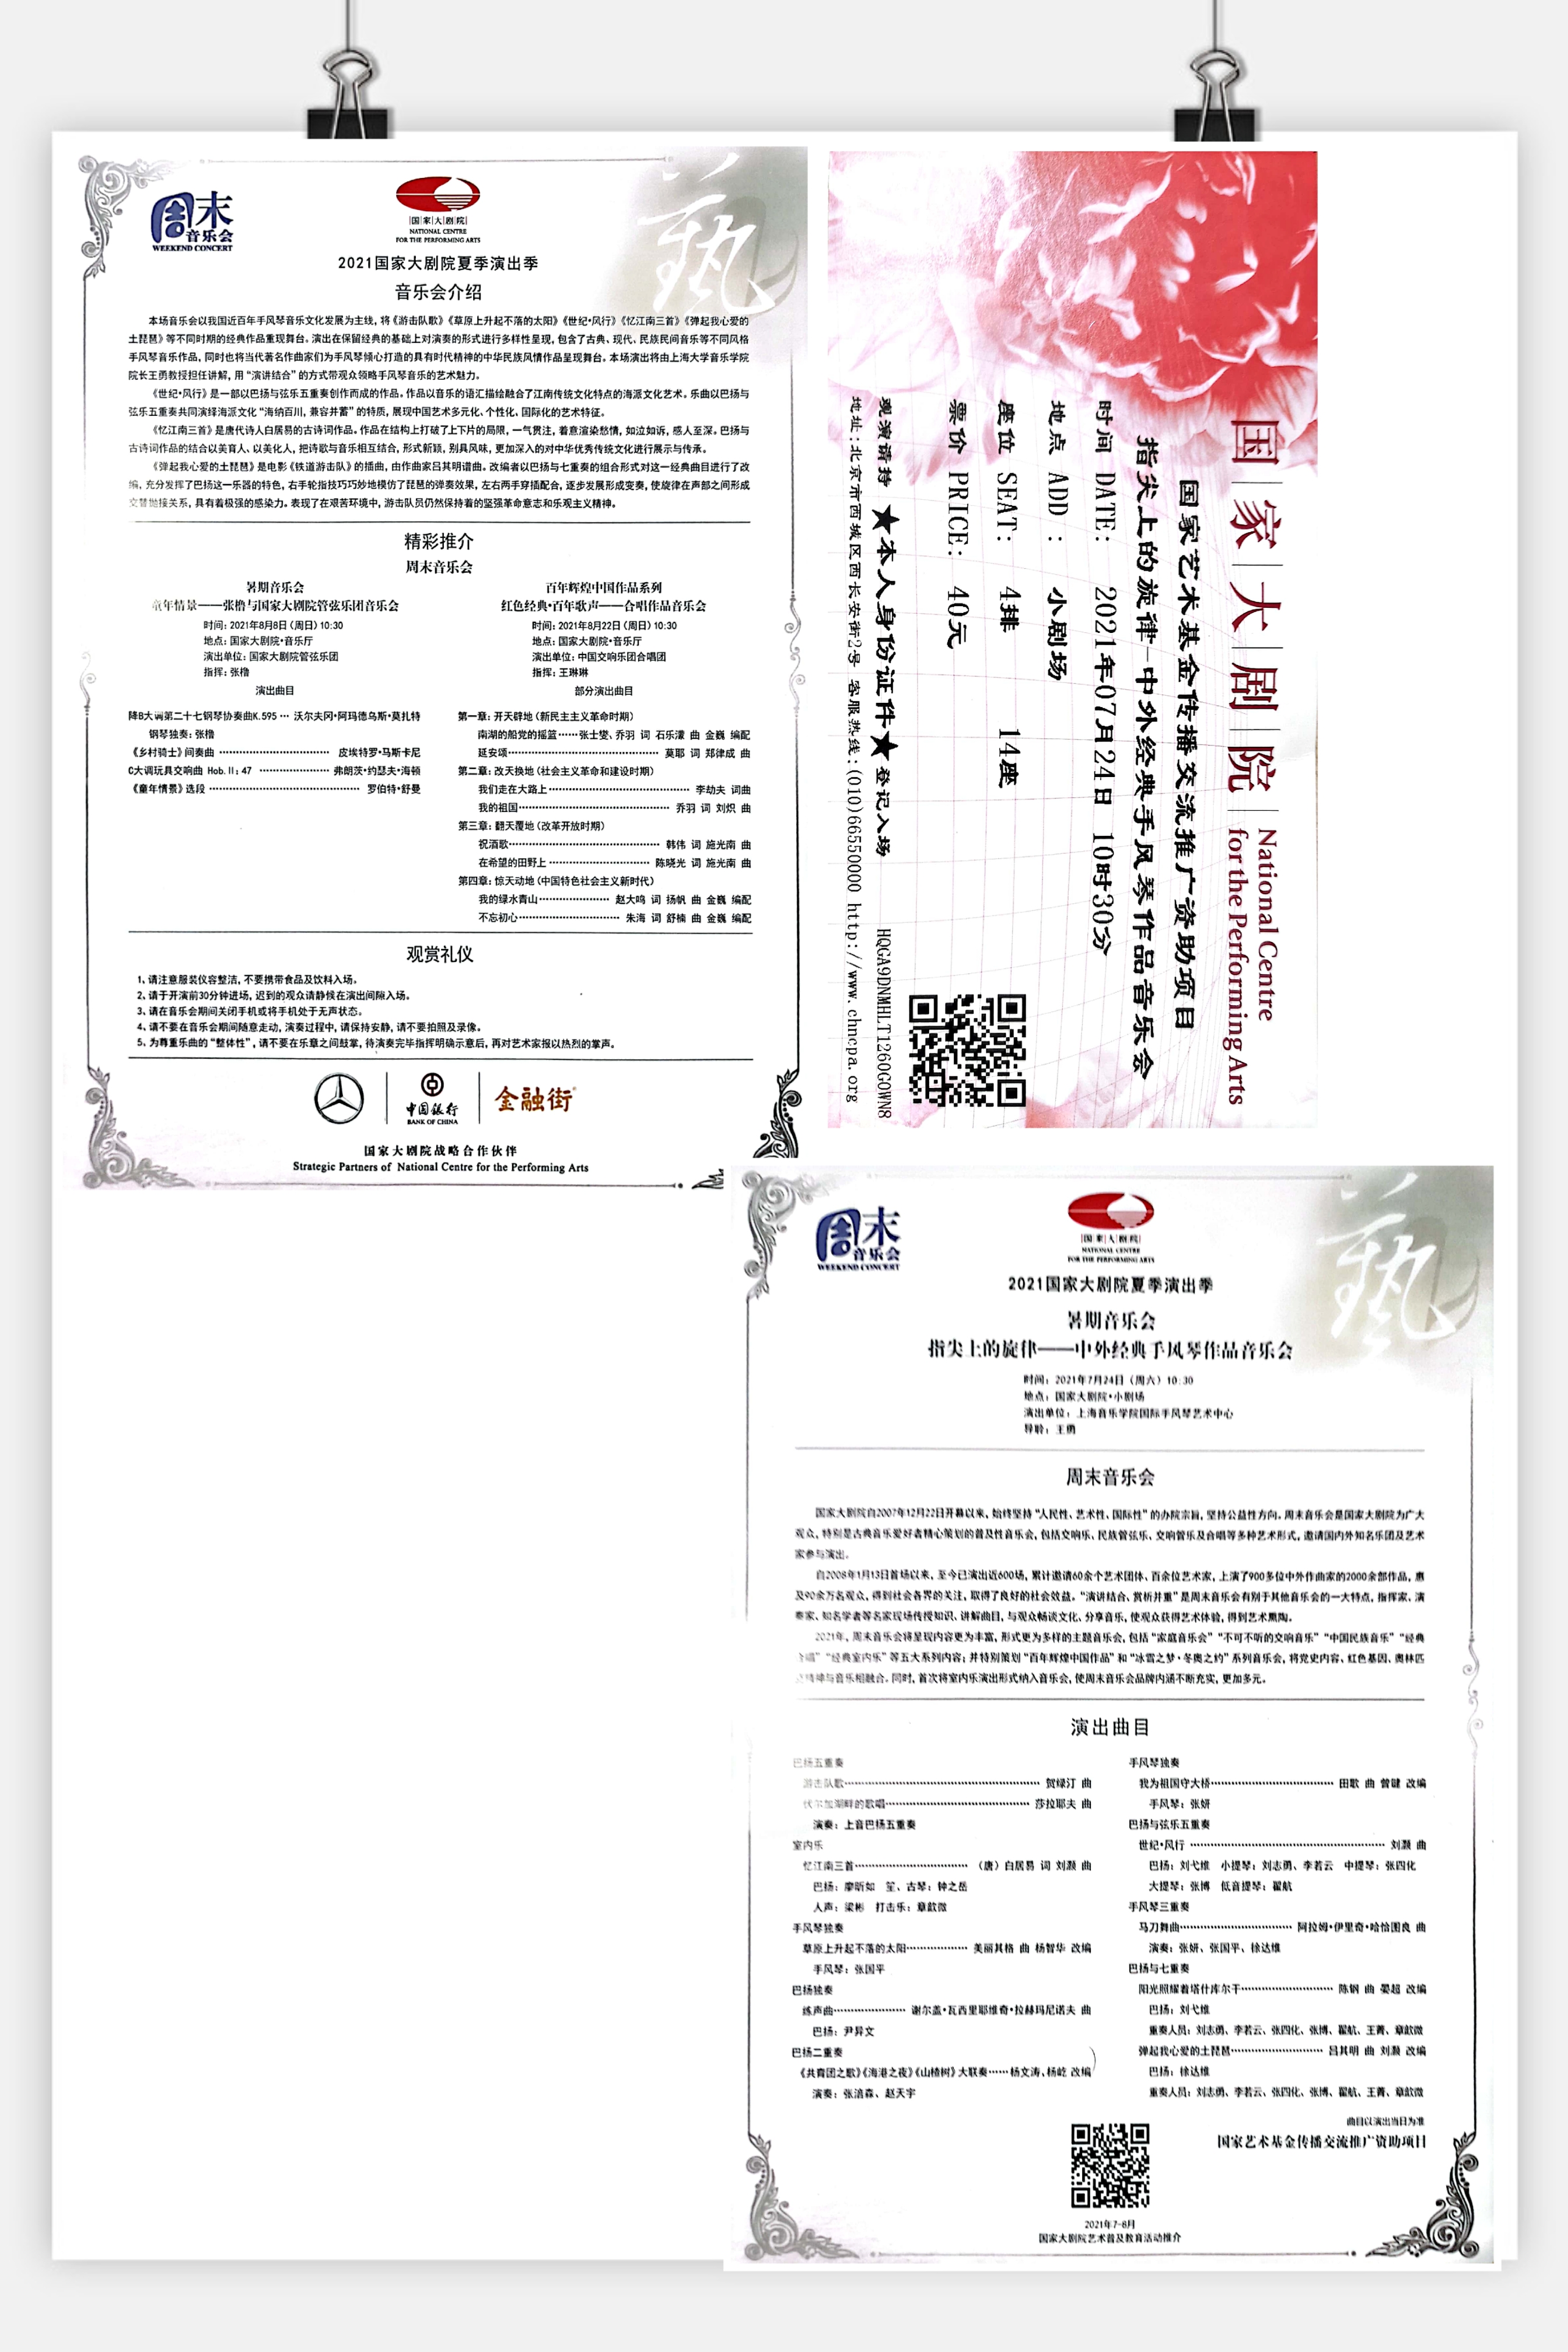 周末
音乐会
WEEKEND CONCERT
国家大剧院
NATIONAL CENTRE
FOR THE PERFORMING ARTS
藝
2021国家大剧院夏季演出季
音乐会介绍
本场音乐会以我国近百年手风琴音乐文化发展为主线, 将《游击队歌》《草原上升起不落的太阳》《世纪•风行》《忆江南三首》《弹起我心爱的
土琵琶》等不同时期的经典作品重现舞台。演出在保留经典的基础上对演奏的形式进行多样性呈现, 包含了古典、现代、民族民间音乐等不同风格
手风琴音乐作品, 同时也将当代著名作曲家们为手风琴倾心打造的具有时代精神的中华民族风情作品呈现舞台。本场演出将由上海大学音乐学院
院长王勇教授担任讲解, 用“演讲结合”的方式带观众领略手风琴音乐的艺术魅力。
《世纪•风行》是一部以巴扬与弦乐五重奏创作而成的作品。作品以音乐的语汇描绘融合了江南传统文化特点的海派文化艺术。乐曲以巴扬与
弦乐五重奏共同演绎海派文化“海纳百川, 兼容并蓄”的特质, 展现中国艺术多元化、个性化、国际化的艺术特征。
《忆江南三首》是唐代诗人白居易的古诗词作品。作品在结构上打破了上下片的局限, 一气贯注, 着意渲染愁情, 如泣如诉, 感人至深。巴扬与
古诗词作品的结合以美育人、以美化人, 把诗歌与音乐相互结合, 形式新颖, 别具风味, 更加深入的对中华优秀传统文化进行展示与传承。
《弹起我心爱的土琵琶》是电影《铁道游击队》的插曲, 由作曲家吕其明谱曲。改编者以巴扬与七重奏的组合形式对这一经典曲目进行了改
编, 充分发挥了巴扬这一乐器的特色, 右手轮指技巧巧妙地模仿了琵琶的弹奏效果, 左右两手穿插配合, 逐步发展形成变奏, 使旋律在声部之间形成
交替抛接关系, 具有着极强的感染力。表现了在艰苦环境中, 游击队员仍然保持着的坚强革命意志和乐观主义精神。
精彩推介
周末音乐会
暑期音乐会
童年情景——张橹与国家大剧院管弦乐团音乐会
时间: 2021年8月8日 (周日) 10:30
地点: 国家大剧院•音乐厅
演出单位: 国家大剧院管弦乐团
指挥: 张橹
演出曲目
降B大调第二十七钢琴协奏曲K.595 … 沃尔夫冈•阿玛德乌斯•莫扎特
钢琴独奏: 张橹
《乡村骑士》间奏曲 …………………… 皮埃特罗•马斯卡尼
C大调玩具交响曲 Hob. II: 47 …………… 弗朗茨•约瑟夫•海顿
《童年情景》选段 …………………………… 罗伯特•舒曼
百年辉煌中国作品系列
红色经典•百年歌声——合唱作品音乐会
时间: 2021年8月22日 (周日) 10:30
地点: 国家大剧院•音乐厅
演出单位: 中国交响乐团合唱团
指挥: 王琳琳
部分演出曲目
第一章: 开天辟地 (新民主主义革命时期)
南湖的船党的摇篮……张士燮、乔羽 词 石乐濛 曲 金巍 编配
延安颂…………………………… 莫耶 词 郑律成 曲
第二章: 改天换地 (社会主义革命和建设时期)
我们走在大路上………………………… 李劫夫 词曲
我的祖国…………………………… 乔羽 词 刘炽 曲
第三章: 翻天覆地 (改革开放时期)
祝酒歌…………………………… 韩伟 词 施光南 曲
在希望的田野上 ………………… 陈晓光 词 施光南 曲
第四章: 惊天动地 (中国特色社会主义新时代)
我的绿水青山…………… 赵大鸣 词 扬帆 曲 金巍 编配
不忘初心………………… 朱海 词 舒楠 曲 金巍 编配
观赏礼仪
1、请注意服装仪容整洁, 不要携带食品及饮料入场。
2、请于开演前30分钟进场, 迟到的观众请静候在演出间隙入场。
3、请在音乐会期间关闭手机或将手机处于无声状态。
4、请不要在音乐会期间随意走动, 演奏过程中, 请保持安静, 请不要拍照及录像。
5、为尊重乐曲的“整体性”, 请不要在乐章之间鼓掌, 待演奏完毕指挥明确示意后, 再对艺术家报以热烈的掌声。
中国银行
BANK OF CHINA
金融街
国家大剧院战略合作伙伴
Strategic Partners of National Centre for the Performing Arts
国家大剧院
National Centre
for the Performing Arts
国家艺术基金传播交流推广资助项目
指尖上的旋律-中外经典手风琴作品音乐会
时间 DATE: 2021年07月24日 10时30分
地点 ADD : 小剧场
座位 SEAT: 4排 14座
票价 PRICE: 40元
观演请持 ★本人身份证件★ 登记入场 HQGA9DNMHLT1260GOWN8
地址:北京市西城区西长安街2号 客服热线:(010)66550000 http://www.chncpa.org
周末
音乐会
WEEKEND CONCERT
国家大剧院
NATIONAL CENTRE
FOR THE PERFORMING ARTS
藝
2021国家大剧院夏季演出季
暑期音乐会
指尖上的旋律——中外经典手风琴作品音乐会
时间: 2021年7月24日 (周六) 10:30
地点: 国家大剧院•小剧场
演出单位: 上海音乐学院国际手风琴艺术中心
导聆: 王勇
周末音乐会
国家大剧院自2007年12月22日开幕以来, 始终坚持“人民性、艺术性、国际性”的办院宗旨, 坚持公益性方向。周末音乐会是国家大剧院为广大
观众, 特别是古典音乐爱好者精心策划的普及性音乐会, 包括交响乐、民族管弦乐、交响管乐及合唱等多种艺术形式, 邀请国内外知名乐团及艺术
家参与演出。
自2008年1月13日首场以来, 至今已演出近600场, 累计邀请60余个艺术团体、百余位艺术家, 上演了900多位中外作曲家的2000余部作品, 惠
及90余万名观众, 得到社会各界的关注, 取得了良好的社会效益。“演讲结合、赏析并重”是周末音乐会有别于其他音乐会的一大特点, 指挥家、演
奏家、知名学者等名家现场传授知识、讲解曲目, 与观众畅谈文化、分享音乐, 使观众获得艺术体验, 得到艺术熏陶。
2021年, 周末音乐会将呈现内容更为丰富, 形式更为多样的主题音乐会, 包括“家庭音乐会”“不可不听的交响音乐”“中国民族音乐”“经典
合唱”“经典室内乐”等五大系列内容; 并特别策划“百年辉煌中国作品”和“冰雪之梦•冬奥之约”系列音乐会, 将党史内容、红色基因、奥林匹
克精神与音乐相融合。同时, 首次将室内乐演出形式纳入音乐会, 使周末音乐会品牌内涵不断充实, 更加多元。
演出曲目
巴扬五重奏
游击队歌…………………………………… 贺绿汀 曲
伏尔加湖畔的歌唱………………………… 莎拉耶夫 曲
演奏: 上音巴扬五重奏
室内乐
忆江南三首…………………… (唐) 白居易 词 刘灏 曲
巴扬: 廖昕如 笙、古琴: 钟之岳
人声: 梁彬 打击乐: 章歆微
手风琴独奏
草原上升起不落的太阳………… 美丽其格 曲 杨智华 改编
手风琴: 张国平
巴扬独奏
练声曲…………… 谢尔盖•瓦西里耶维奇•拉赫玛尼诺夫 曲
巴扬: 尹异文
巴扬二重奏
《共青团之歌》《海港之夜》《山楂树》大联奏……杨文涛、杨屹 改编
演奏: 张涪森、赵天宇
手风琴独奏
我为祖国守大桥……………………… 田歌 曲 曾健 改编
手风琴: 张妍
巴扬与弦乐五重奏
世纪•风行 …………………………………… 刘灏 曲
巴扬: 刘弋维 小提琴: 刘志勇、李若云 中提琴: 张四化
大提琴: 张博 低音提琴: 翟航
手风琴三重奏
马刀舞曲…………………… 阿拉姆•伊里奇•哈恰图良 曲
演奏: 张妍、张国平、徐达维
巴扬与七重奏
阳光照耀着塔什库尔干……………… 陈钢 曲 晏超 改编
巴扬: 刘弋维
重奏人员: 刘志勇、李若云、张四化、张博、翟航、王菁、章歆微
弹起我心爱的土琵琶………………… 吕其明 曲 刘灏 改编
巴扬: 徐达维
重奏人员: 刘志勇、李若云、张四化、张博、翟航、王菁、章歆微
曲目以演出当日为准
国家艺术基金传播交流推广资助项目
2021年7-8月
国家大剧院艺术普及教育活动推介